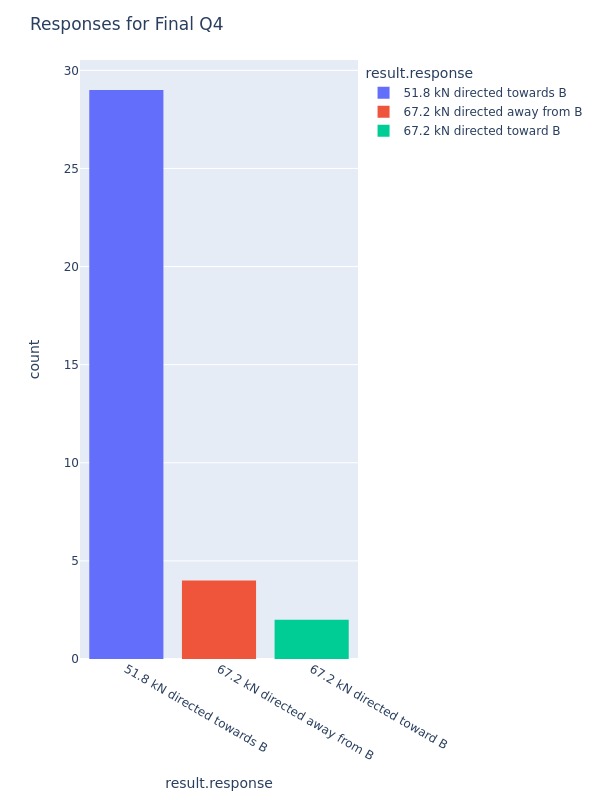 Responses for Final Q4
result.response
51.8 kN directed towards B
67.2 kN directed away from B
67.2 kN directed toward B
30
25
20
15
10
5
0
count
51.8 kN directed towards B
67.2 kN directed away from B
67.2 kN directed toward B
result.response